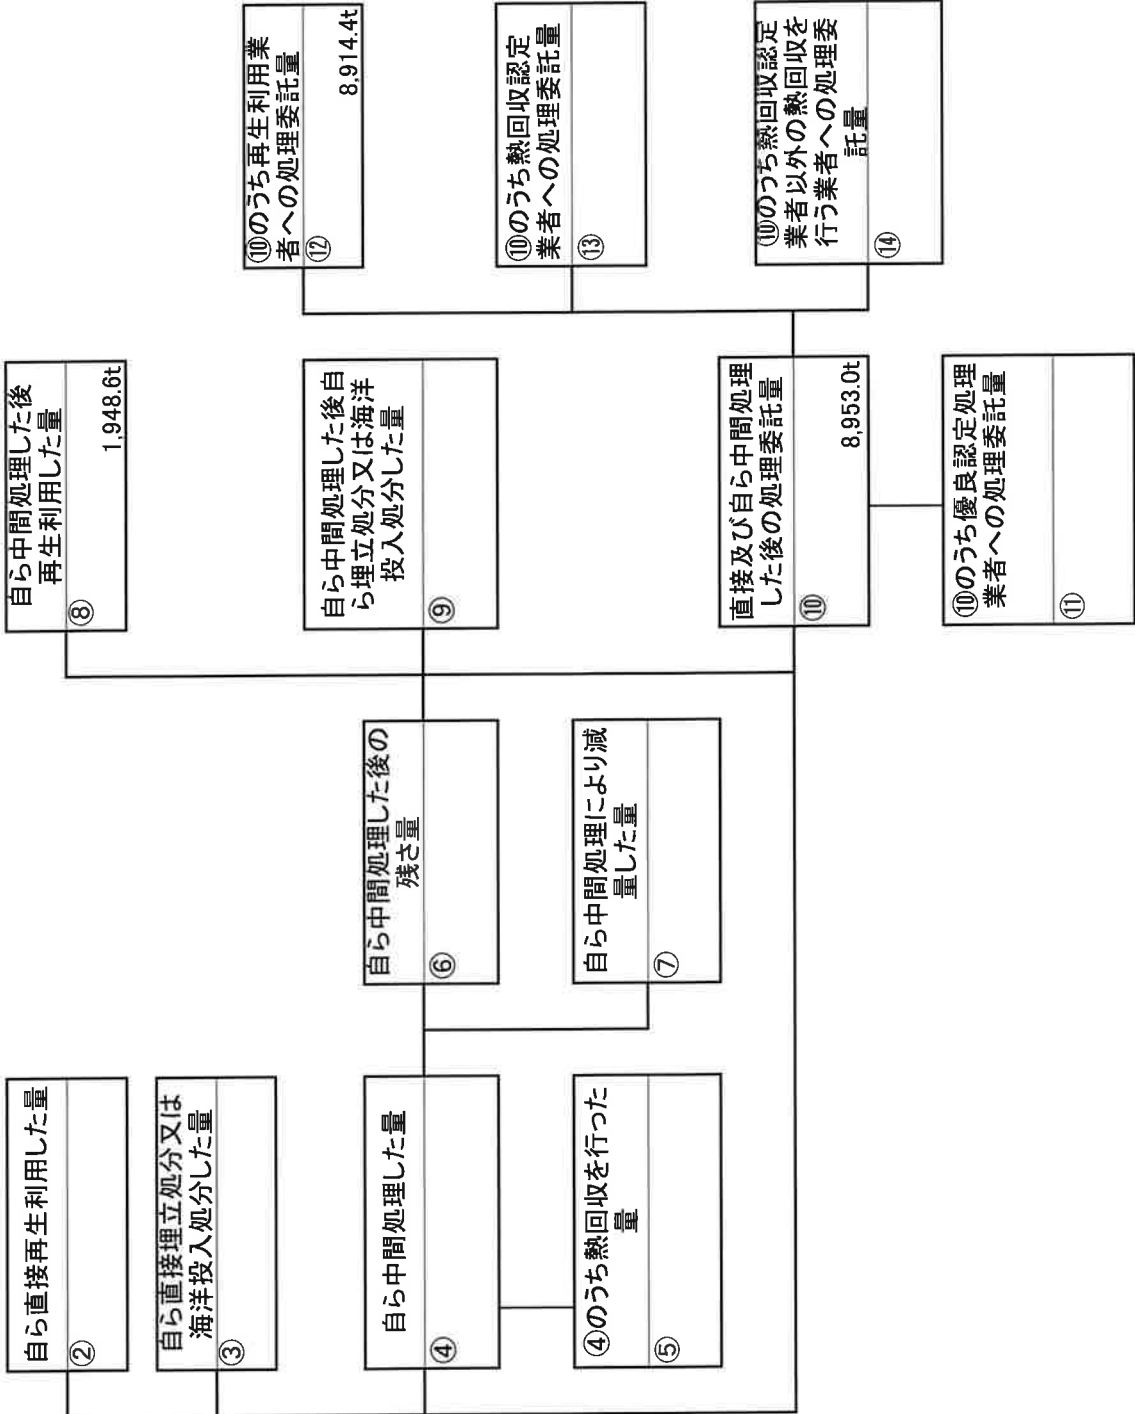 自ら直接再生利用した量
②
自ら直接埋立処分又は
海洋投入処分した量
③
自ら中間処理した量
④
④のうち熱回収を行った
量
⑤
自ら中間処理した後の
残さ量
⑥
自ら中間処理により減
量した量
⑦
自ら中間処理した後
再生利用した量
⑧
1,948.6t
自ら中間処理した後自
ら埋立処分又は海洋
投入処分した量
⑨
直接及び自ら中間処理
した後の処理委託量
⑩
8,953.0t
⑩のうち優良認定処理
業者への処理委託量
⑪
⑩のうち再生利用業
者への処理委託量
⑫
8,914.4t
⑩のうち熱回収認定
業者への処理委託量
⑬
⑩のうち熱回収認定
業者以外の熱回収を
行う業者への処理委
託量
⑭